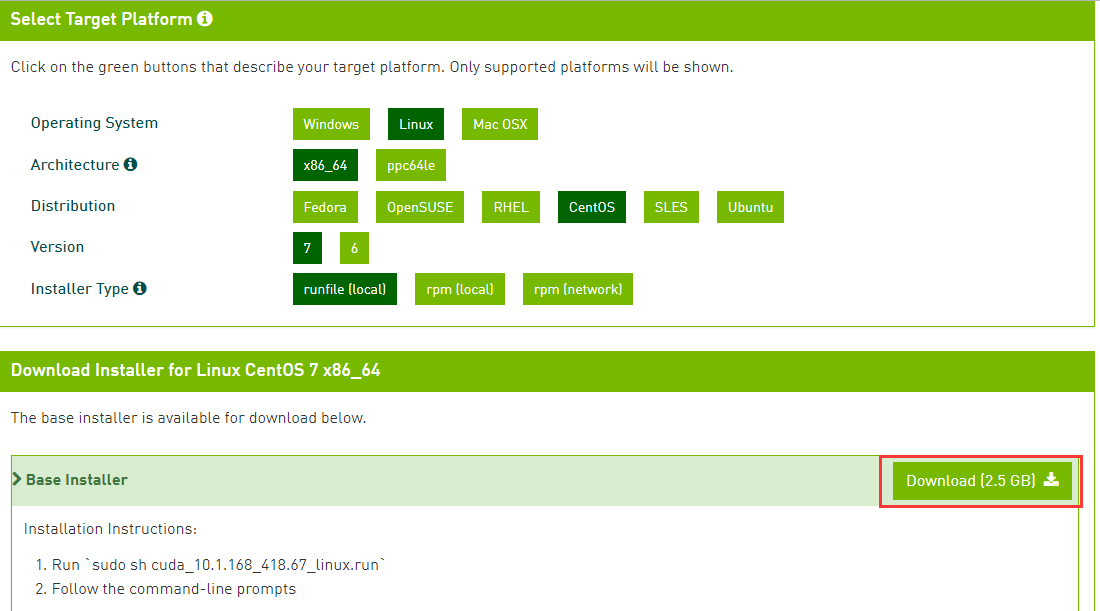 Select Target Platform
Click on the green buttons that describe your target platform. Only supported platforms will be shown.
Operating System Windows Linux Mac OSX
Architecture x86_64 ppc64le
Distribution Fedora OpenSUSE RHEL CentOS SLES Ubuntu
Version 7 6
Installer Type runfile (local) rpm (local) rpm (network)
Download Installer for Linux CentOS 7 x86_64
The base installer is available for download below.
Base Installer Download (2.5 GB)
Installation Instructions:
1. Run `sudo sh cuda_10.1.168_418.67_linux.run`
2. Follow the command-line prompts